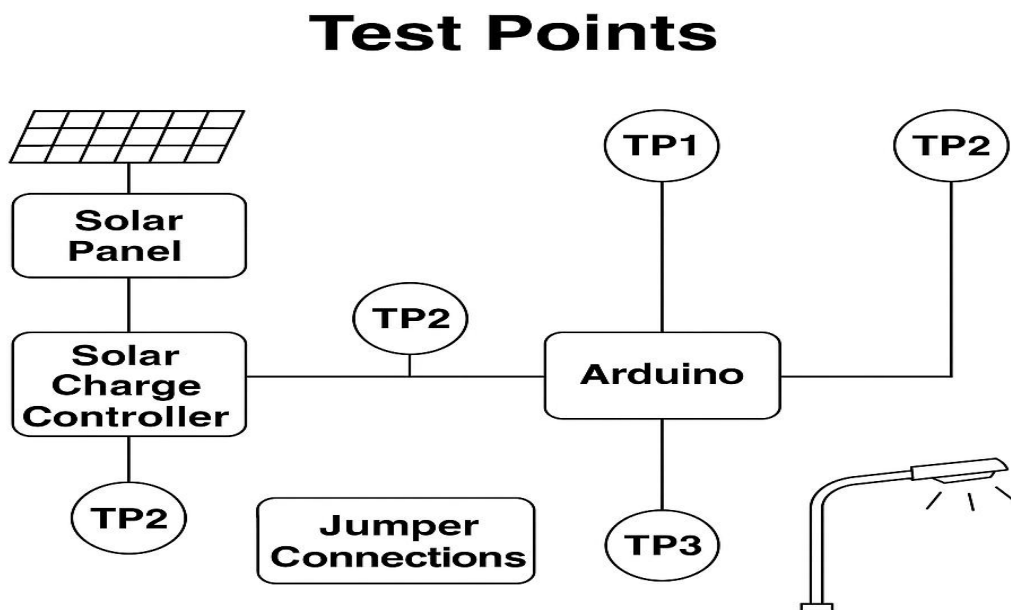 Test Points
TP1
TP2
Solar
Panel
TP2
Solar
Charge
Controller
Arduino
TP2
Jumper
Connections
TP3